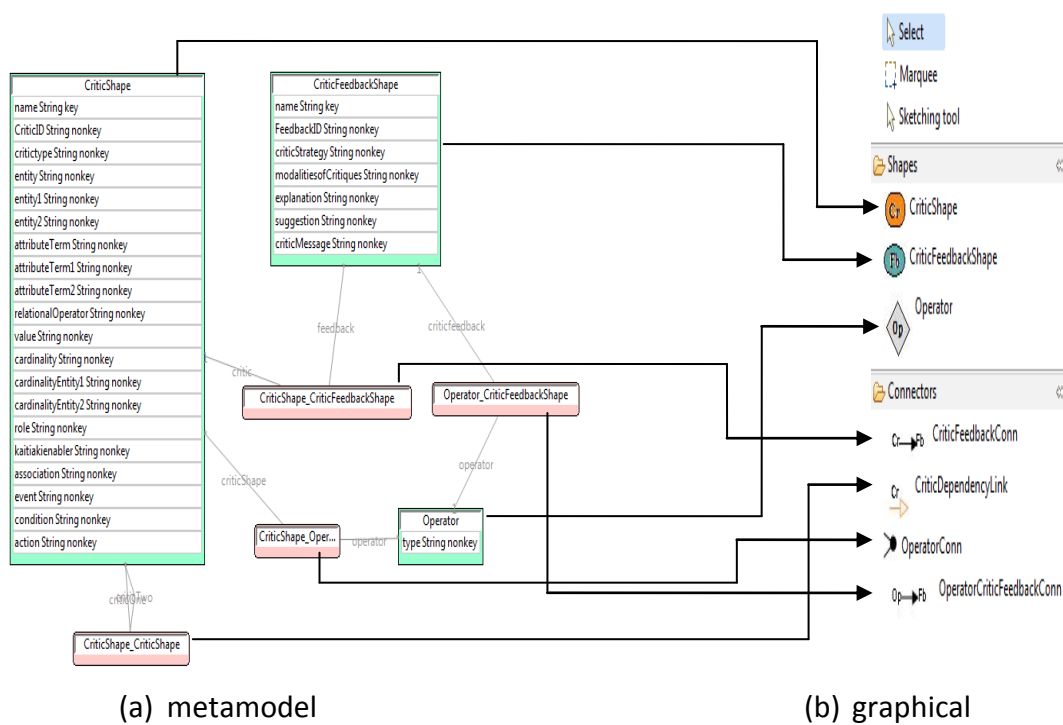 CriticShape
name String key
CriticID String nonkey
critictype String nonkey
entity String nonkey
entity1 String nonkey
entity2 String nonkey
attributeTerm String nonkey
attributeTerm1 String nonkey
attributeTerm2 String nonkey
relationalOperator String nonkey
value String nonkey
cardinality String nonkey
cardinalityEntity1 String nonkey
cardinalityEntity2 String nonkey
role String nonkey
kaitiakienabler String nonkey
association String nonkey
event String nonkey
condition String nonkey
action String nonkey
CriticFeedbackShape
name String key
FeedbackID String nonkey
criticStrategy String nonkey
modalitiesofCritiques String nonkey
explanation String nonkey
suggestion String nonkey
criticMessage String nonkey
feedback
criticfeedback
critic
CriticShape_CriticFeedbackShape
Operator_CriticFeedbackShape
criticShape
operator
CriticShape_Oper...
operator
Operator
type String nonkey
CriticShape_CriticShape
Select
Marquee
Sketching tool
Shapes
Cr CriticShape
Fb CriticFeedbackShape
Op Operator
Connectors
Cr Fb CriticFeedbackConn
Cr CriticDependencyLink
OperatorConn
Op Fb OperatorCriticFeedbackConn
(a) metamodel
(b) graphical